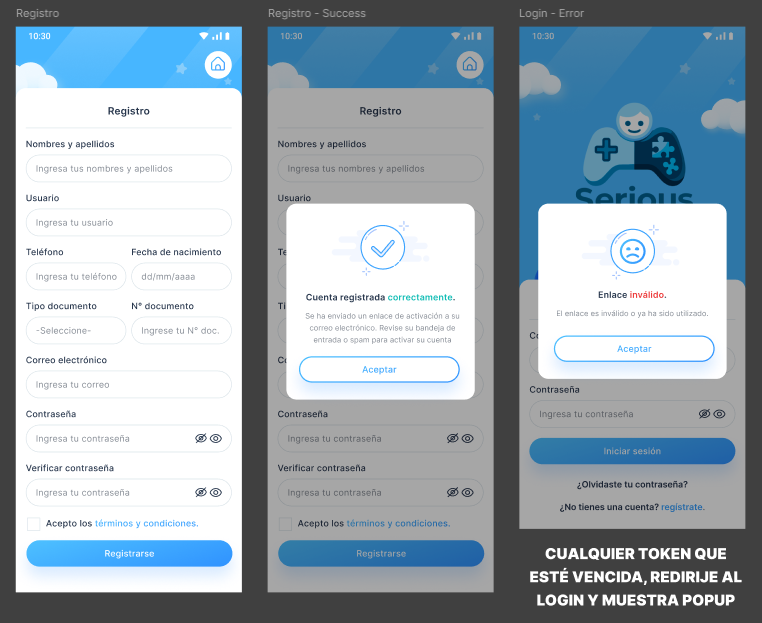 Registro
10:30
Registro
Nombres y apellidos
Ingresa tus nombres y apellidos
Usuario
Ingresa tu usuario
Teléfono Fecha de nacimiento
Ingresa tu teléfono dd/mm/aaaa
Tipo documento N° documento
-Seleccione- Ingrese tu N° doc.
Correo electrónico
Ingresa tu correo
Contraseña
Ingresa tu contraseña
Verificar contraseña
Ingresa tu contraseña
Acepto los términos y condiciones.
Registrarse
Registro - Success
10:30
Registro
Nombres y apellidos
Ingresa tus nombres y apellidos
Usuario
Te
Cuenta registrada correctamente.
Se ha enviado un enlace de activación a su
correo electrónico. Revise su bandeja de
entrada o spam para activar su cuenta
Aceptar
Contraseña
Ingresa tu contraseña
Verificar contraseña
Ingresa tu contraseña
Acepto los términos y condiciones.
Registrarse
Login - Error
10:30
Serious
Enlace inválido.
El enlace es inválido o ya ha sido utilizado.
Aceptar
Contraseña
Ingresa tu contraseña
Iniciar sesión
¿Olvidaste tu contraseña?
¿No tienes una cuenta? regístrate.
CUALQUIER TOKEN QUE
ESTÉ VENCIDA, REDIRIJE AL
LOGIN Y MUESTRA POPUP